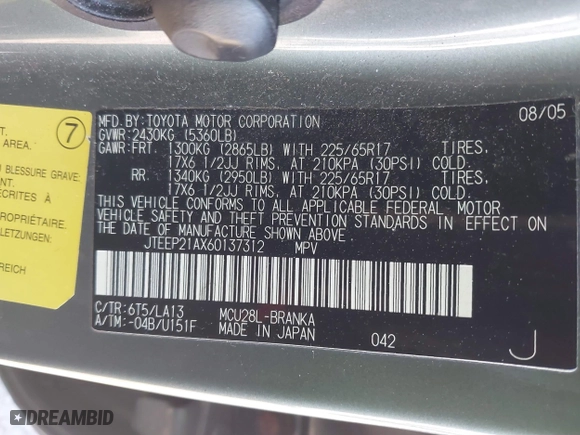 MFD. BY: TOYOTA MOTOR CORPORATION 08/05
GVWR: 2430KG (5360LB)
GAWR: FRT 1300KG (2865LB) WITH 225/65R17 TIRES,
17X6 1/2JJ RIMS, AT 210KPA (30PSI) COLD.
RR 1340KG (2950LB) WITH 225/65R17 TIRES,
17X6 1/2JJ RIMS, AT 210KPA (30PSI) COLD.
THIS VEHICLE CONFORMS TO ALL APPLICABLE FEDERAL MOTOR
VEHICLE SAFETY AND THEFT PREVENTION STANDARDS IN EFFECT ON
THE DATE OF MANUFACTURE SHOWN ABOVE.
JTEEP21AX60137312 MPV
C/TR: 6T5/LA13 MCU28L-BRANKA
A/TM: -04B/U151F MADE IN JAPAN 042 J
7
T.
AREA.
BLESSURE GRAVE:
NT.
ECRITES À
PROPRIÉTAIRE.
LETZUNGEN:
BEREICH
DREAMBID